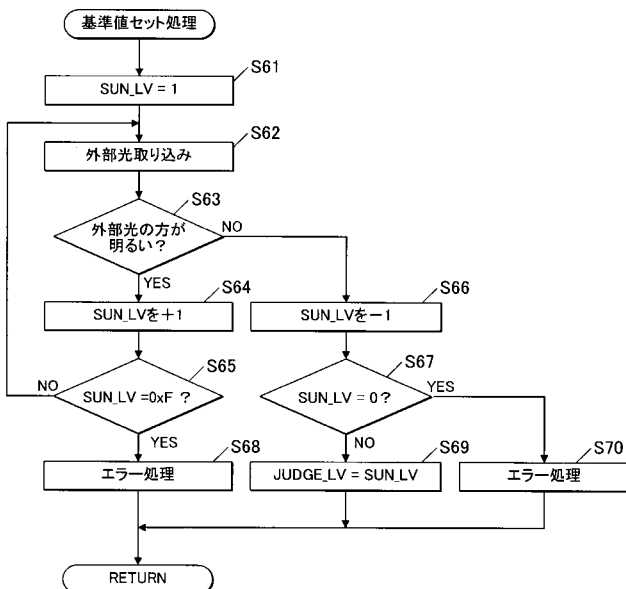 基準値セット処理
S61
SUN_LV = 1
S62
外部光取り込み
S63
外部光の方が
明るい?
NO
YES
S64
SUN_LVを+1
S66
SUN_LVを-1
S65
SUN_LV =0xF ?
NO
YES
S67
SUN_LV = 0?
YES
NO
S68
エラー処理
S69
JUDGE_LV = SUN_LV
S70
エラー処理
RETURN